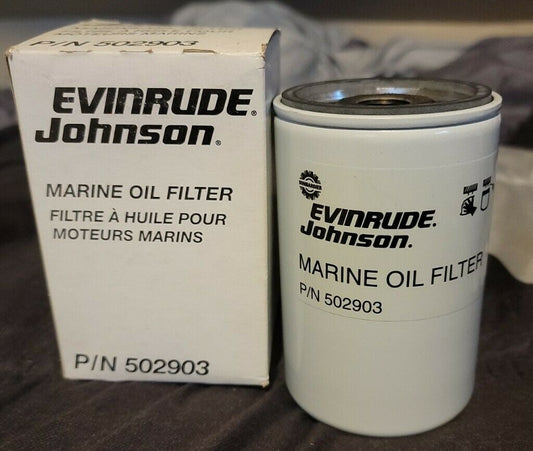 P/N 502903
EVINRUDE®
Johnson®
MARINE OIL FILTER
FILTRE À HUILE POUR
MOTEURS MARINS
P/N 502903
EVINRUDE.
Johnson.
MARINE OIL FILTER
P/N 502903